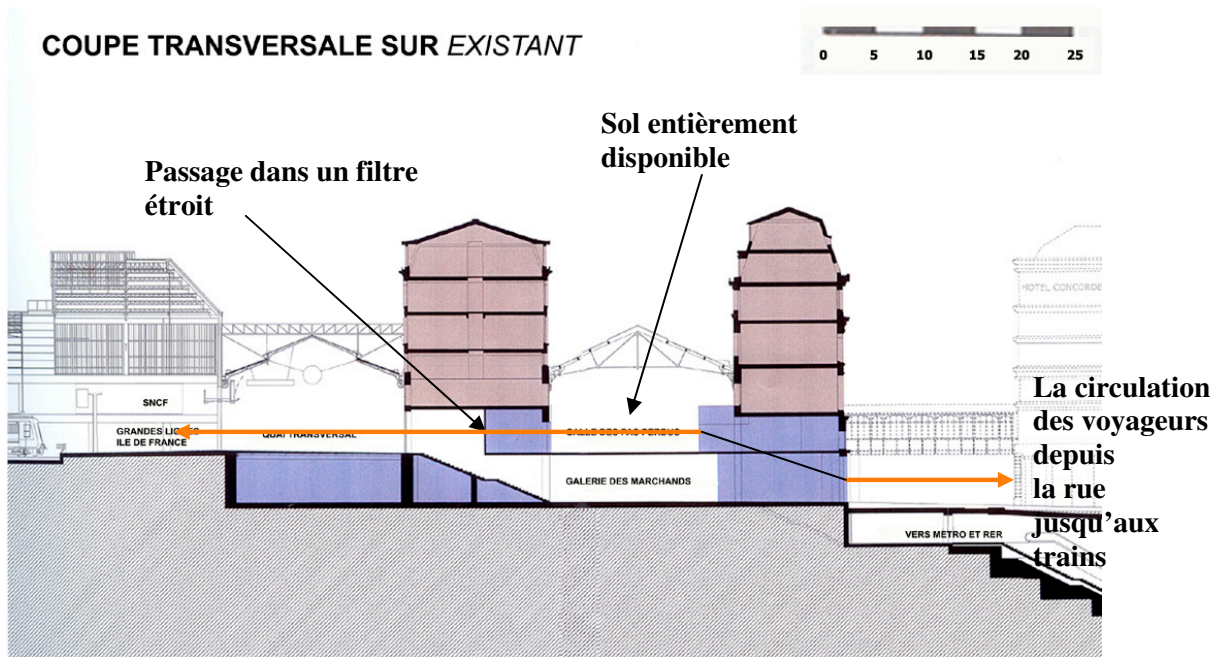 COUPE TRANSVERSALE SUR EXISTANT
0 5 10 15 20 25
Sol entièrement
disponible
Passage dans un filtre
étroit
HOTEL CONCORDE
La circulation
des voyageurs
depuis
la rue
jusqu’aux
trains
SNCF
GRANDES LIGNES
ILE DE FRANCE
QUAI TRANSVERSAL
SALLE DES PAS PERDUS
GALERIE DES MARCHANDS
VERS METRO ET RER